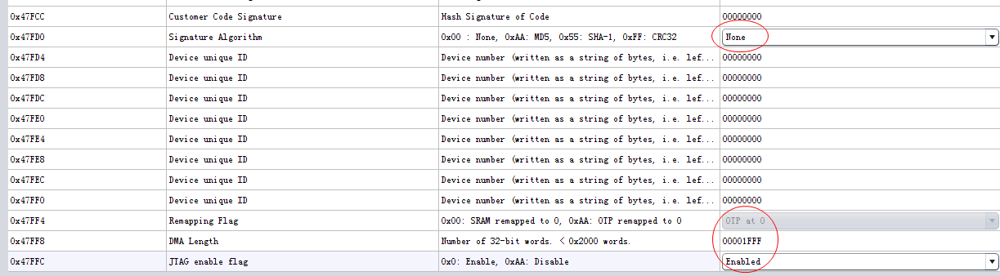 0x47FCC Customer Code Signature Hash Signature of Code 00000000
0x47FD0 Signature Algorithm 0x00 : None, 0xAA: MD5, 0x55: SHA-1, 0xFF: CRC32 None
0x47FD4 Device unique ID Device number (written as a string of bytes, i.e. lef... 00000000
0x47FD8 Device unique ID Device number (written as a string of bytes, i.e. lef... 00000000
0x47FDC Device unique ID Device number (written as a string of bytes, i.e. lef... 00000000
0x47FE0 Device unique ID Device number (written as a string of bytes, i.e. lef... 00000000
0x47FE4 Device unique ID Device number (written as a string of bytes, i.e. lef... 00000000
0x47FE8 Device unique ID Device number (written as a string of bytes, i.e. lef... 00000000
0x47FEC Device unique ID Device number (written as a string of bytes, i.e. lef... 00000000
0x47FF0 Device unique ID Device number (written as a string of bytes, i.e. lef... 00000000
0x47FF4 Remapping Flag 0x00: SRAM remapped to 0, 0xAA: OTP remapped to 0 OTP at 0
0x47FF8 DMA Length Number of 32-bit words. < 0x2000 words. 00001FFF
0x47FFC JTAG enable flag 0x0: Enable, 0xAA: Disable Enabled